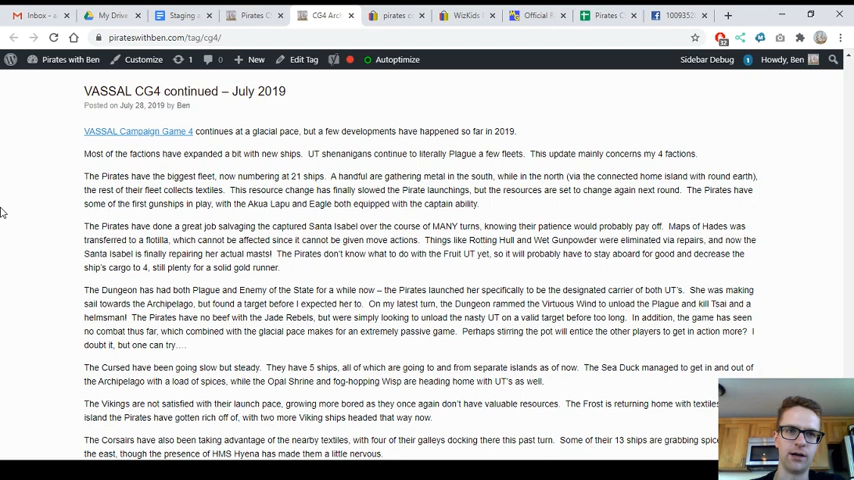 Inbox - a
My Drive
Staging a
Pirates C
CG4 Arc
pirates c
WizKids
Official R
Pirates C
1009352
pirateswithben.com/tag/cg4/
Pirates with Ben
Customize
1
0
New
Edit Tag
Autoptimize
Sidebar Debug
1
Howdy, Ben
VASSAL CG4 continued – July 2019
Posted on July 28, 2019 by Ben
VASSAL Campaign Game 4 continues at a glacial pace, but a few developments have happened so far in 2019.
Most of the factions have expanded a bit with new ships. UT shenanigans continue to literally Plague a few fleets. This update mainly concerns my 4 factions.
The Pirates have the biggest fleet, now numbering at 21 ships. A handful are gathering metal in the south, while in the north (via the connected home island with round earth),
the rest of their fleet collects textiles. This resource change has finally slowed the Pirate launchings, but the resources are set to change again next round. The Pirates have
some of the first gunships in play, with the Akua Lapu and Eagle both equipped with the captain ability.
The Pirates have done a great job salvaging the captured Santa Isabel over the course of MANY turns, knowing their patience would probably pay off. Maps of Hades was
transferred to a flotilla, which cannot be affected since it cannot be given move actions. Things like Rotting Hull and Wet Gunpowder were eliminated via repairs, and now the
Santa Isabel is finally repairing her actual masts! The Pirates don't know what to do with the Fruit UT yet, so it will probably have to stay aboard for good and decrease the
ship's cargo to 4, still plenty for a solid gold runner.
The Dungeon has had both Plague and Enemy of the State for a while now – the Pirates launched her specifically to be the designated carrier of both UT's. She was making
sail towards the Archipelago, but found a target before I expected her to. On my latest turn, the Dungeon rammed the Virtuous Wind to unload the Plague and kill Tsai and a
helmsman! The Pirates have no beef with the Jade Rebels, but were simply looking to unload the nasty UT on a valid target before too long. In addition, the game has seen
no combat thus far, which combined with the glacial pace makes for an extremely passive game. Perhaps stirring the pot will entice the other players to get in action more? I
doubt it, but one can try….
The Cursed have been going slow but steady. They have 5 ships, all of which are going to and from separate islands as of now. The Sea Duck managed to get in and out of
the Archipelago with a load of spices, while the Opal Shrine and fog-hopping Wisp are heading home with UT's as well.
The Vikings are not satisfied with their launch pace, growing more bored as they once again don't have valuable resources. The Frost is returning home with textiles
island the Pirates have gotten rich off of, with two more Viking ships headed that way now.
The Corsairs have also been taking advantage of the nearby textiles, with four of their galleys docking there this past turn. Some of their 13 ships are grabbing spice
the east, though the presence of HMS Hyena has made them a little nervous.